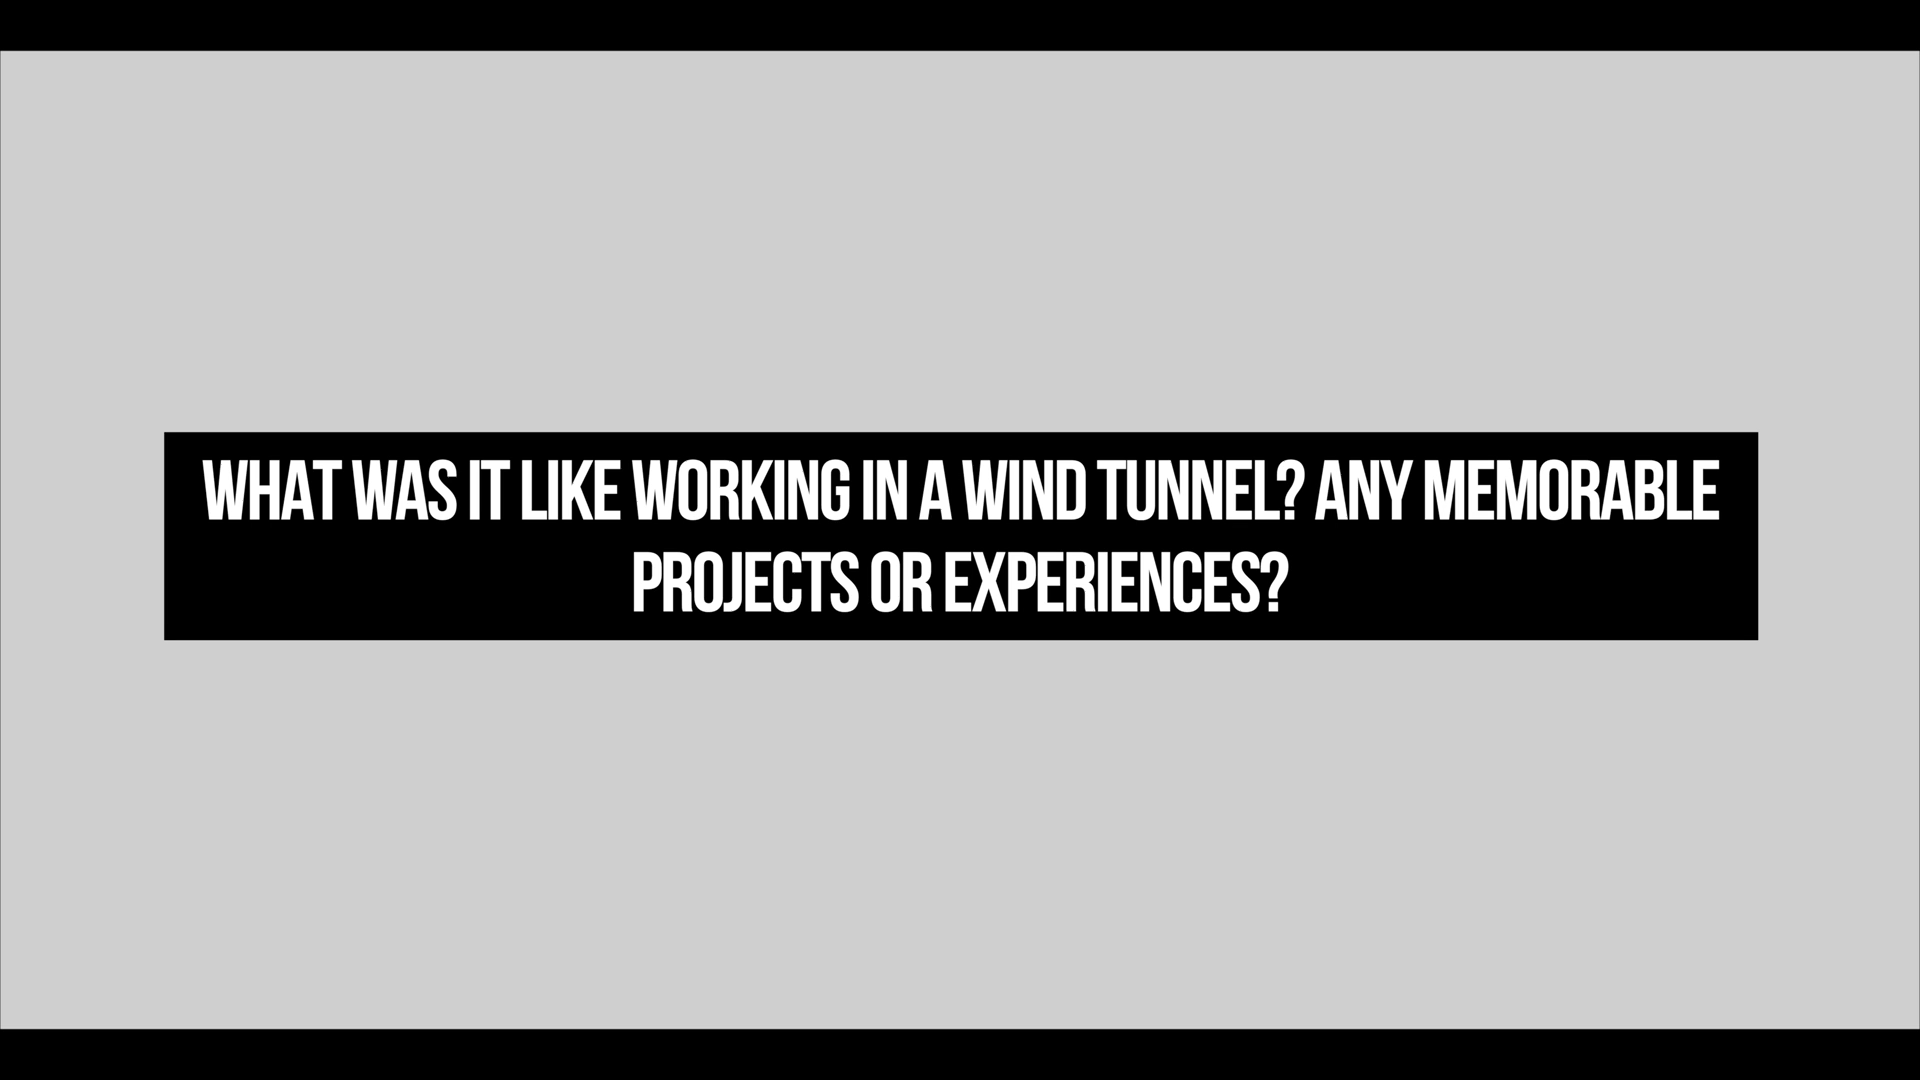 WHAT WAS IT LIKE WORKING IN A WIND TUNNEL? ANY MEMORABLE
PROJECTS OR EXPERIENCES?